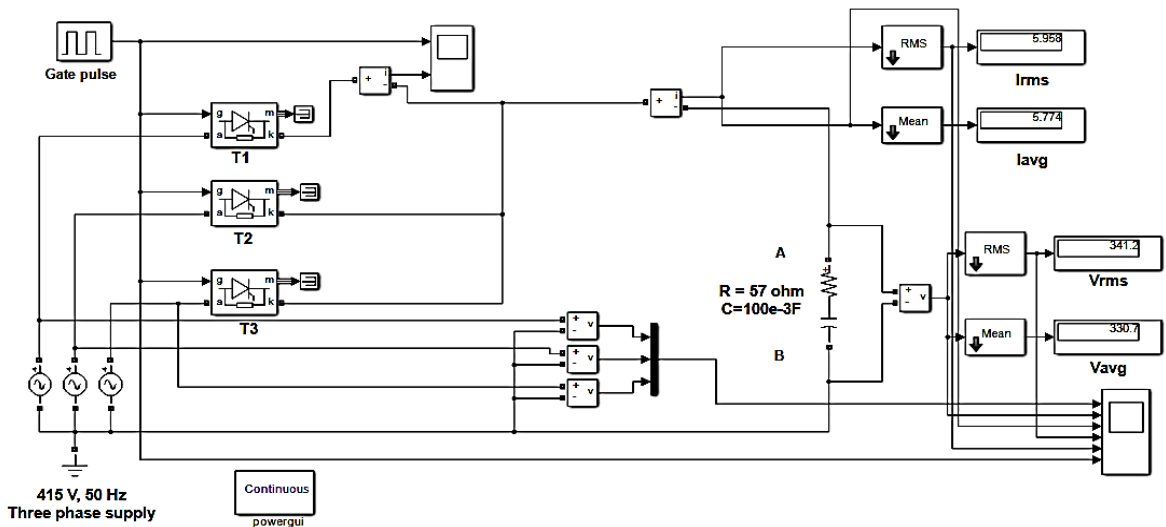 Gate pulse
+
i
-
g
m
a
k
T1
g
m
a
k
T2
g
m
a
k
T3
+
i
-
RMS
5.958
Irms
Mean
5.774
Iavg
A
R = 57 ohm
C=100e-3F
B
+
+
-
v
RMS
341.2
Vrms
Mean
330.7
Vavg
+
-
v
+
-
v
+
-
v
415 V, 50 Hz
Three phase supply
Continuous
powergui